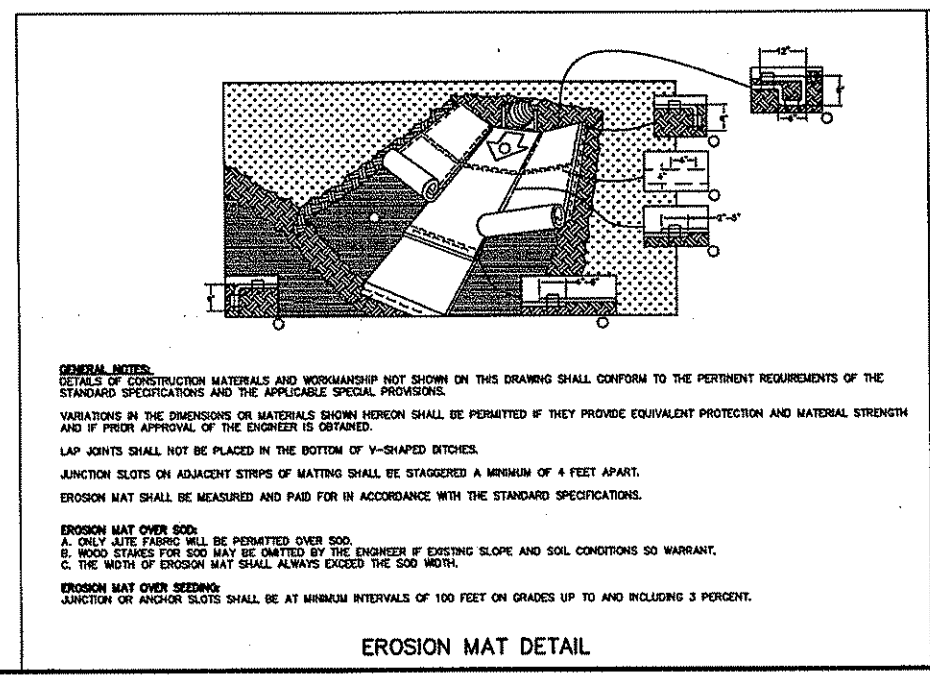 12"
6"
6"
6"
4"
2"-5"
GENERAL NOTES:
DETAILS OF CONSTRUCTION MATERIALS AND WORKMANSHIP NOT SHOWN ON THIS DRAWING SHALL CONFORM TO THE PERTINENT REQUIREMENTS OF THE
STANDARD SPECIFICATIONS AND THE APPLICABLE SPECIAL PROVISIONS.
VARIATIONS IN THE DIMENSIONS OR MATERIALS SHOWN HEREON SHALL BE PERMITTED IF THEY PROVIDE EQUIVALENT PROTECTION AND MATERIAL STRENGTH
AND IF PRIOR APPROVAL OF THE ENGINEER IS OBTAINED.
LAP JOINTS SHALL NOT BE PLACED IN THE BOTTOM OF V-SHAPED DITCHES.
JUNCTION SLOTS ON ADJACENT STRIPS OF MATTING SHALL BE STAGGERED A MINIMUM OF 4 FEET APART.
EROSION MAT SHALL BE MEASURED AND PAID FOR IN ACCORDANCE WITH THE STANDARD SPECIFICATIONS.
EROSION MAT OVER SOD:
A. ONLY JUTE FABRIC WILL BE PERMITTED OVER SOD.
B. WOOD STAKES FOR SOD MAY BE OMITTED BY THE ENGINEER IF EXISTING SLOPE AND SOIL CONDITIONS SO WARRANT.
C. THE WIDTH OF EROSION MAT SHALL ALWAYS EXCEED THE SOD WIDTH.
EROSION MAT OVER SEEDING:
JUNCTION OR ANCHOR SLOTS SHALL BE AT MINIMUM INTERVALS OF 100 FEET ON GRADES UP TO AND INCLUDING 3 PERCENT.
EROSION MAT DETAIL